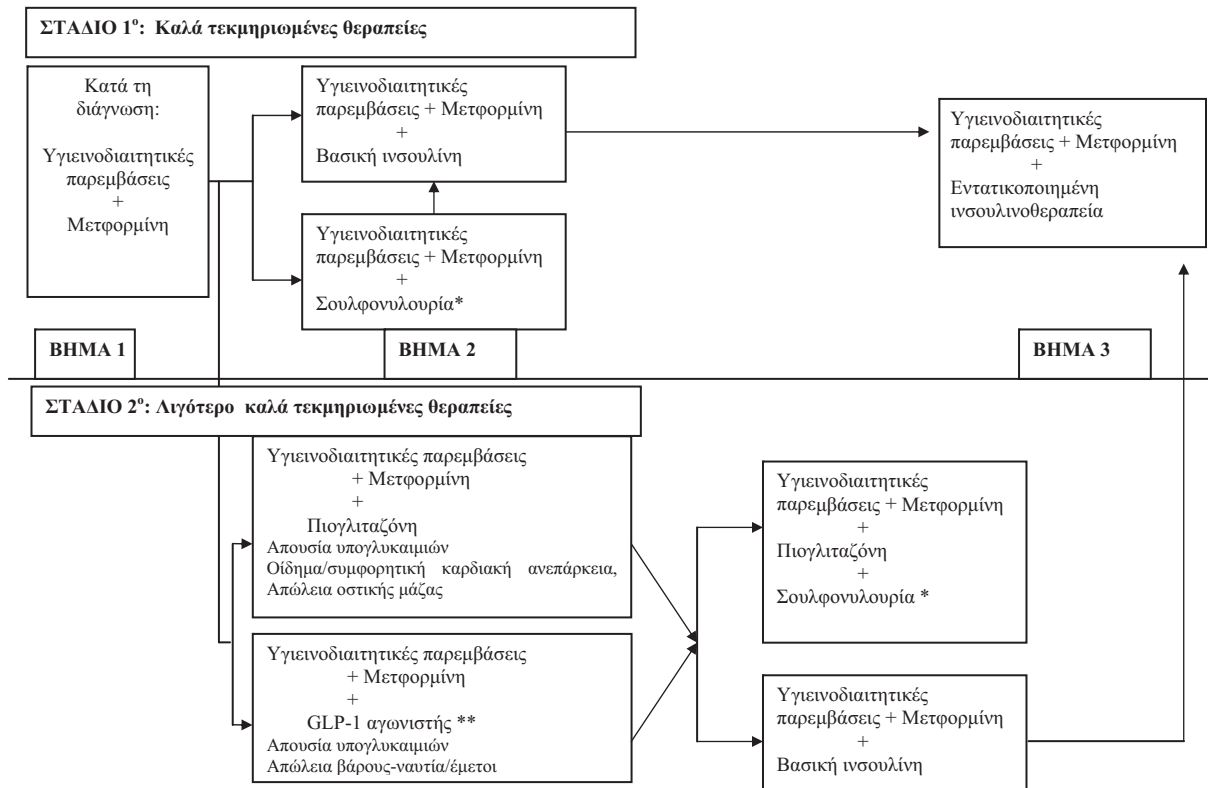 ΣΤΑΔΙΟ 1ο: Καλά τεκμηριωμένες θεραπείες
Κατά τη
διάγνωση:
Υγιεινοδιαιτητικές
παρεμβάσεις
+
Μετφορμίνη
Υγιεινοδιαιτητικές
παρεμβάσεις + Μετφορμίνη
+
Βασική ινσουλίνη
Υγιεινοδιαιτητικές
παρεμβάσεις + Μετφορμίνη
+
Σουλφονυλουρία*
Υγιεινοδιαιτητικές
παρεμβάσεις + Μετφορμίνη
+
Εντατικοποιημένη
ινσουλινοθεραπεία
ΒΗΜΑ 1
ΒΗΜΑ 2
ΒΗΜΑ 3
ΣΤΑΔΙΟ 2ο: Λιγότερο καλά τεκμηριωμένες θεραπείες
Υγιεινοδιαιτητικές παρεμβάσεις
+ Μετφορμίνη
+
Πιογλιταζόνη
Απουσία υπογλυκαιμιών
Οίδημα/συμφορητική καρδιακή ανεπάρκεια,
Απώλεια οστικής μάζας
Υγιεινοδιαιτητικές παρεμβάσεις
+ Μετφορμίνη
+
GLP-1 αγωνιστής **
Απουσία υπογλυκαιμιών
Απώλεια βάρους-ναυτία/έμετοι
Υγιεινοδιαιτητικές
παρεμβάσεις + Μετφορμίνη
+
Πιογλιταζόνη
+
Σουλφονυλουρία *
Υγιεινοδιαιτητικές
παρεμβάσεις + Μετφορμίνη
+
Βασική ινσουλίνη